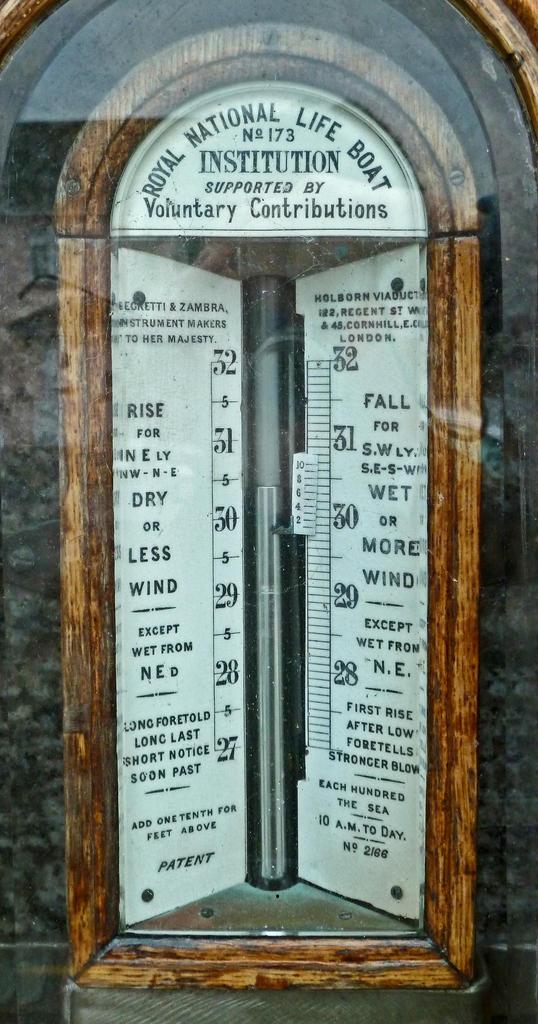 ROYAL NATIONAL LIFE BOAT
No 173
INSTITUTION
SUPPORTED BY
Voluntary Contributions
& ZAMBRA,
INSTRUMENT MAKERS
TO HER MAJESTY.
32
5
31
5
30
5
29
5
28
5
27
RISE
FOR
N E LY
NW-N-E
DRY
OR
LESS
WIND
EXCEPT
WET FROM
N E D
LONG FORETOLD
LONG LAST
SHORT NOTICE
SOON PAST
ADD ONE TENTH FOR
FEET ABOVE
PATENT
10
8
6
4
2
HOLBORN VIADUCT
122, REGENT ST W
& 45, CORNHILL, E.C.
LONDON.
32
31
30
29
28
FALL
FOR
S.W LY.
S.E-S-W
WET
OR
MORE
WIND
EXCEPT
WET FROM
N.E.
FIRST RISE
AFTER LOW
FORETELLS
STRONGER BLOW
EACH HUNDRED
THE SEA
10 A.M. TO DAY.
No 2166